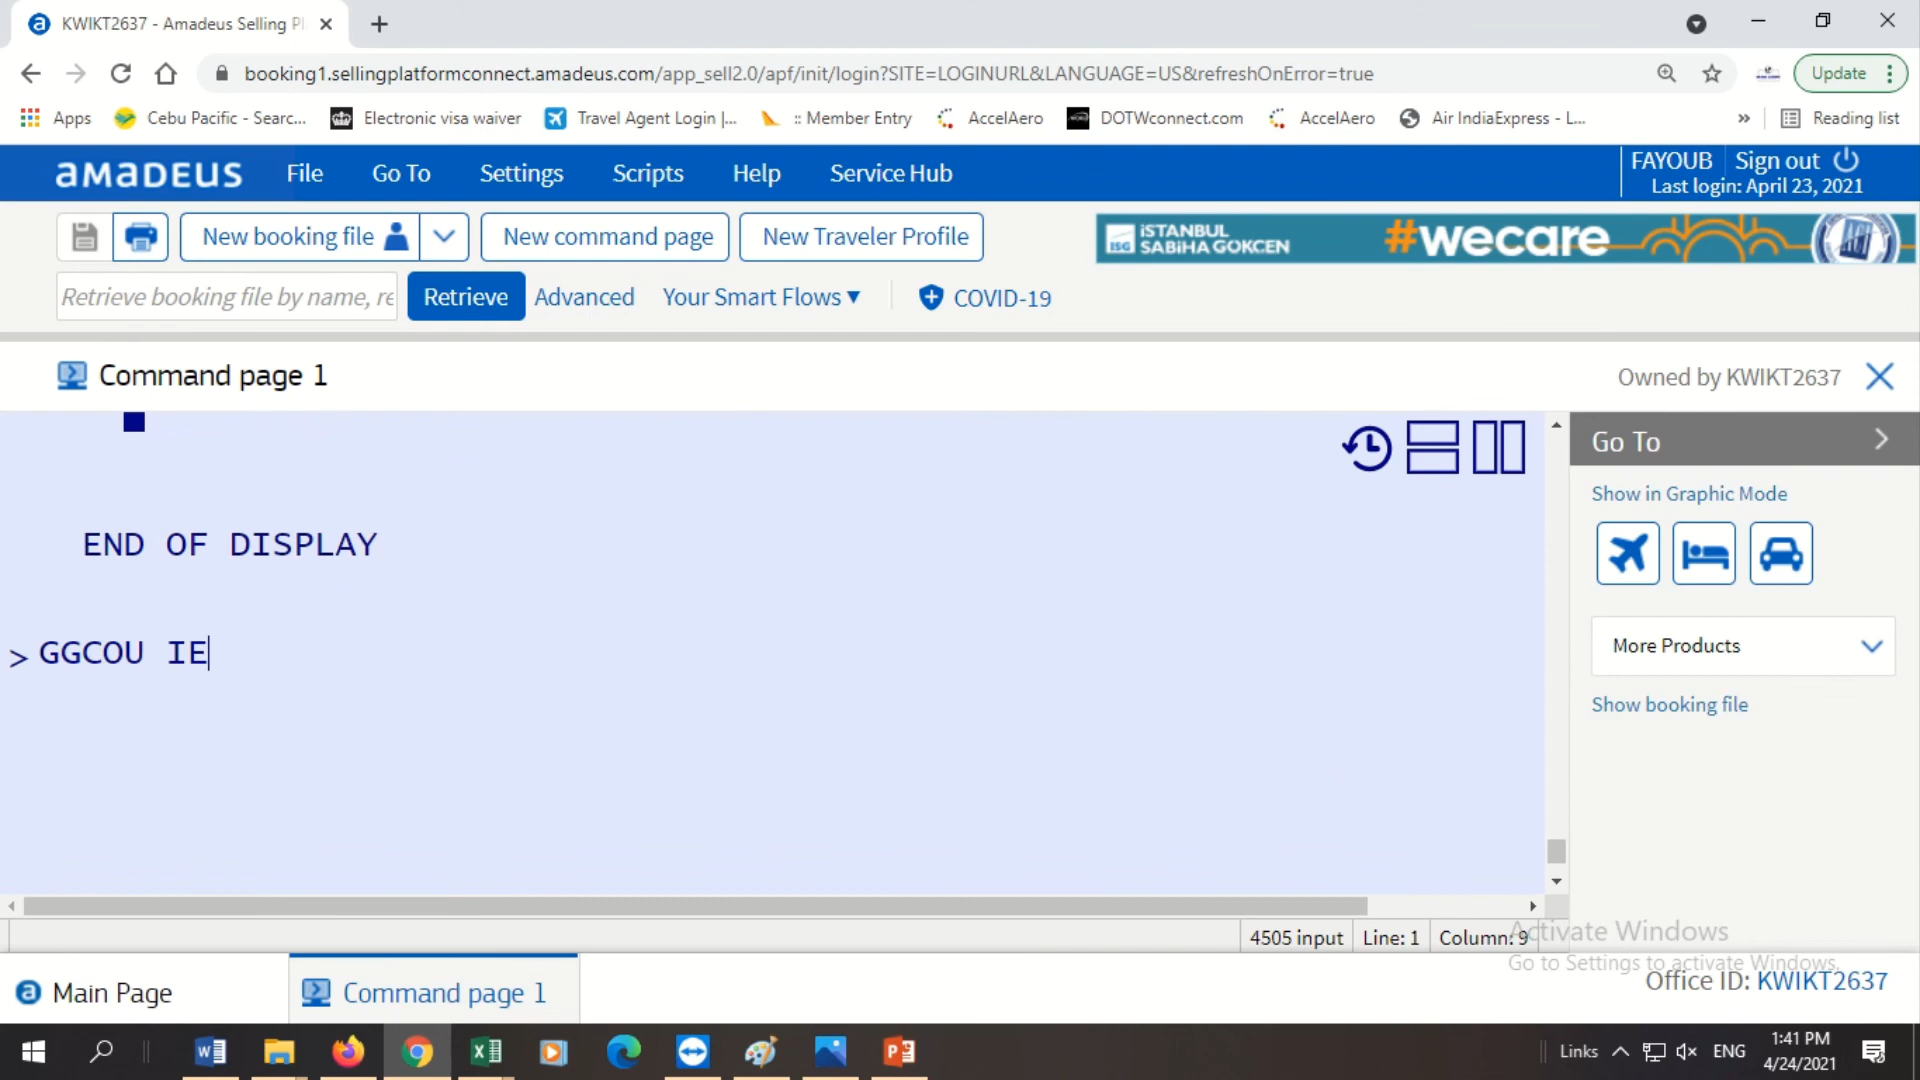 KWIKT2637 - Amadeus Selling Pl
booking1.sellingplatformconnect.amadeus.com/app_sell2.0/apf/init/login?SITE=LOGINURL&LANGUAGE=US&refreshOnError=true
Update
Apps
Cebu Pacific - Searc...
Electronic visa waiver
Travel Agent Login |...
:: Member Entry
AccelAero
DOTWconnect.com
AccelAero
Air IndiaExpress - L...
»
Reading list
amadeus
File
Go To
Settings
Scripts
Help
Service Hub
FAYOUB
Sign out
Last login: April 23, 2021
New booking file
New command page
New Traveler Profile
ISG
İSTANBUL
SABiHA GOKCEN
#wecare
Retrieve booking file by name, re
Retrieve
Advanced
Your Smart Flows ▼
COVID-19
Command page 1
Owned by KWIKT2637
Go To
Show in Graphic Mode
END OF DISPLAY
> GGCOU IE
More Products
Show booking file
4505 input
Line: 1
Column: 9
Activate Windows
Go to Settings to activate Windows.
Main Page
Command page 1
Office ID: KWIKT2637
Links
ENG
1:41 PM
4/24/2021